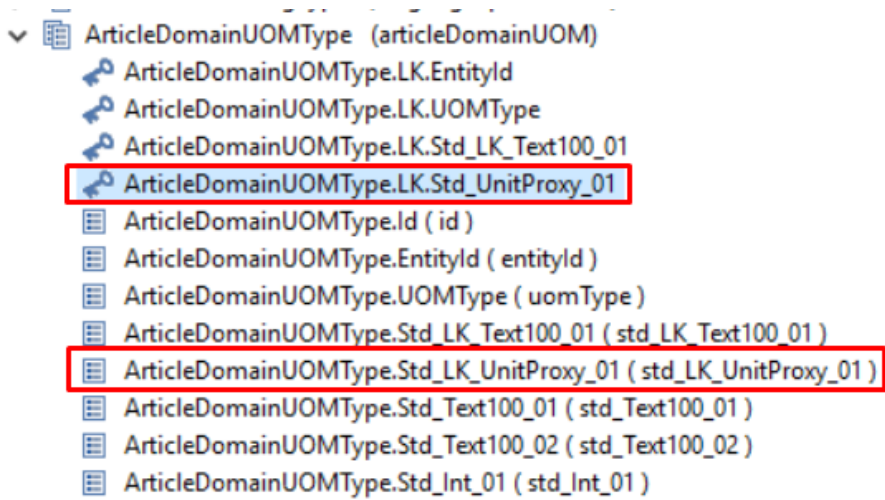 ArticleDomainUOMType (articleDomainUOM)
ArticleDomainUOMType.LK.EntityId
ArticleDomainUOMType.LK.UOMType
ArticleDomainUOMType.LK.Std_LK_Text100_01
ArticleDomainUOMType.LK.Std_UnitProxy_01
ArticleDomainUOMType.Id ( id )
ArticleDomainUOMType.EntityId ( entityId )
ArticleDomainUOMType.UOMType ( uomType )
ArticleDomainUOMType.Std_LK_Text100_01 ( std_LK_Text100_01 )
ArticleDomainUOMType.Std_LK_UnitProxy_01 ( std_LK_UnitProxy_01 )
ArticleDomainUOMType.Std_Text100_01 ( std_Text100_01 )
ArticleDomainUOMType.Std_Text100_02 ( std_Text100_02 )
ArticleDomainUOMType.Std_Int_01 ( std_Int_01 )